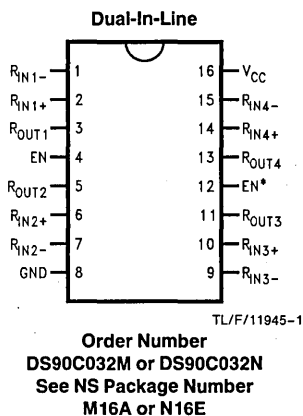 Dual-In-Line
RIN1- 1 16 VCC
RIN1+ 2 15 RIN4-
ROUT1 3 14 RIN4+
EN 4 13 ROUT4
ROUT2 5 12 EN*
RIN2+ 6 11 ROUT3
RIN2- 7 10 RIN3+
GND 8 9 RIN3-
TL/F/11945-1
Order Number
DS90C032M or DS90C032N
See NS Package Number
M16A or N16E